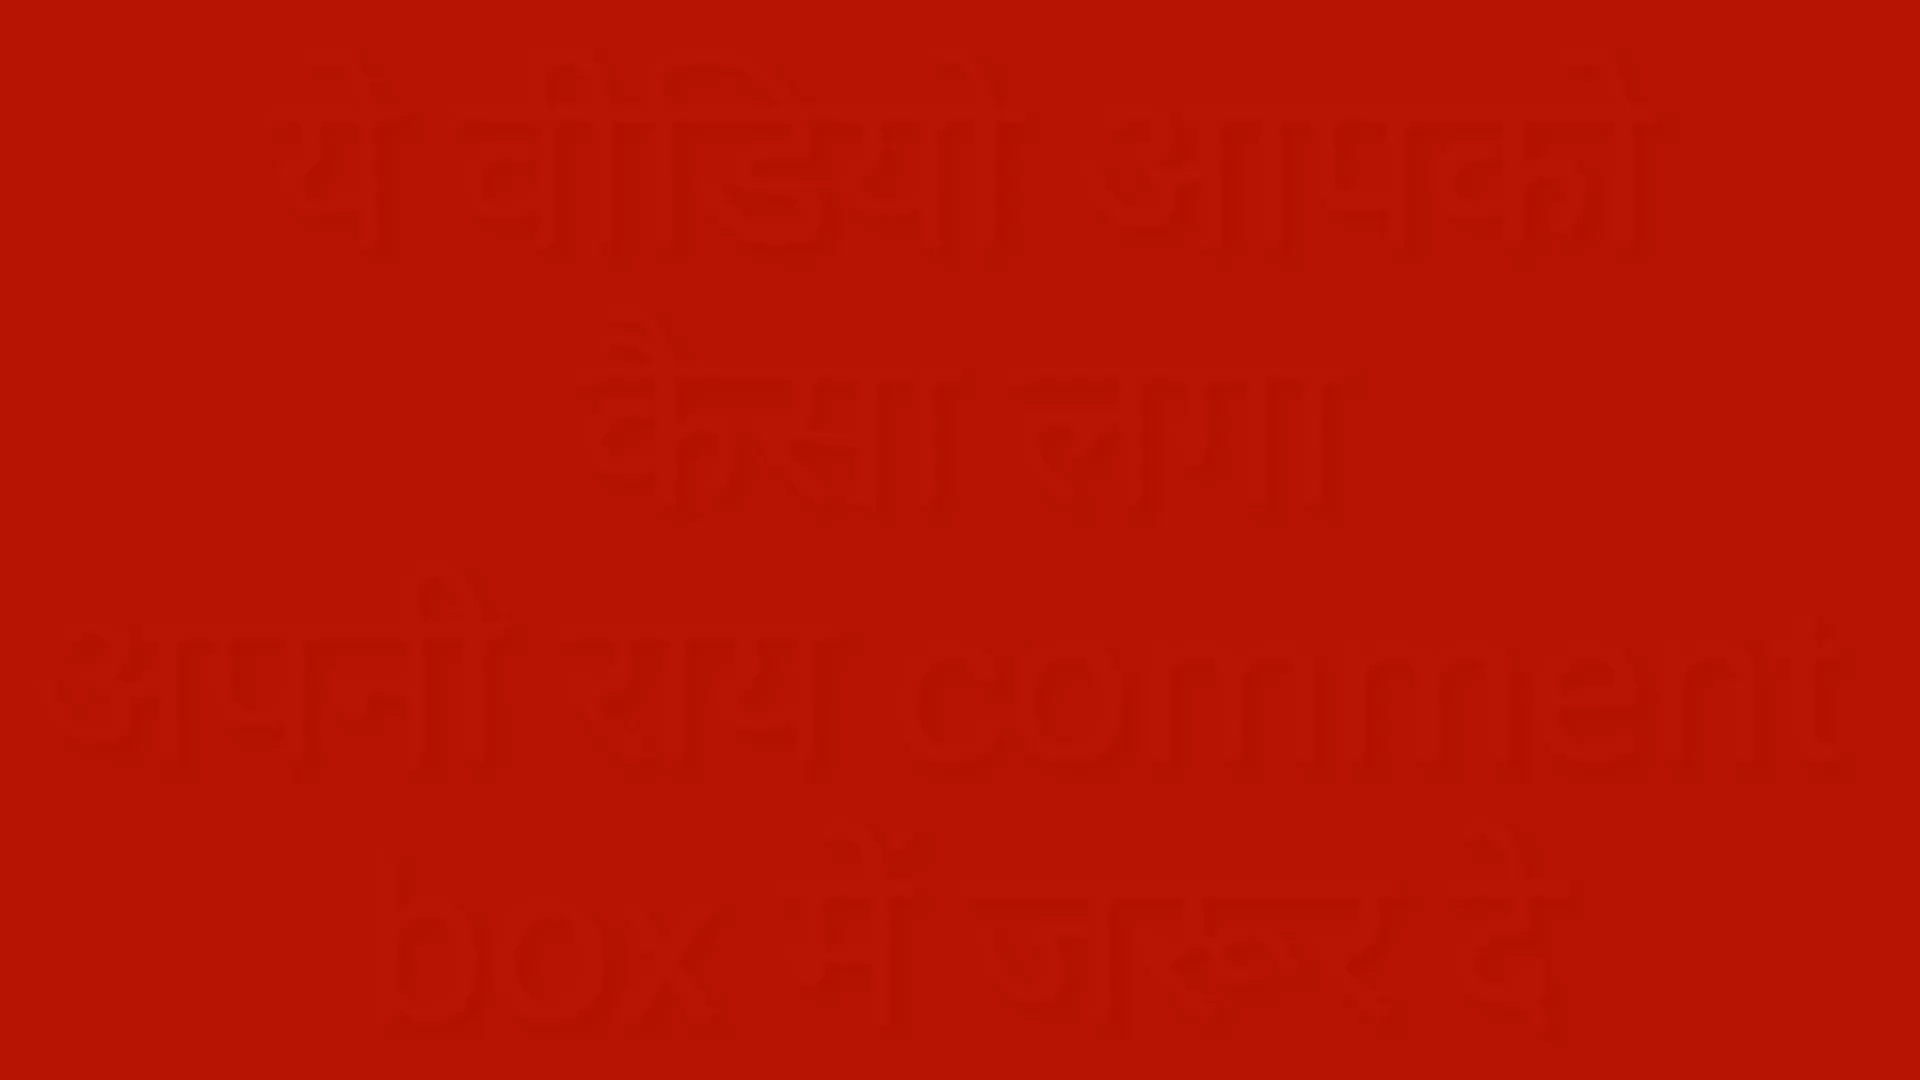 ये वीडियो आपको
कैसा लगा
अपनी राय comment
box में जरूर दे